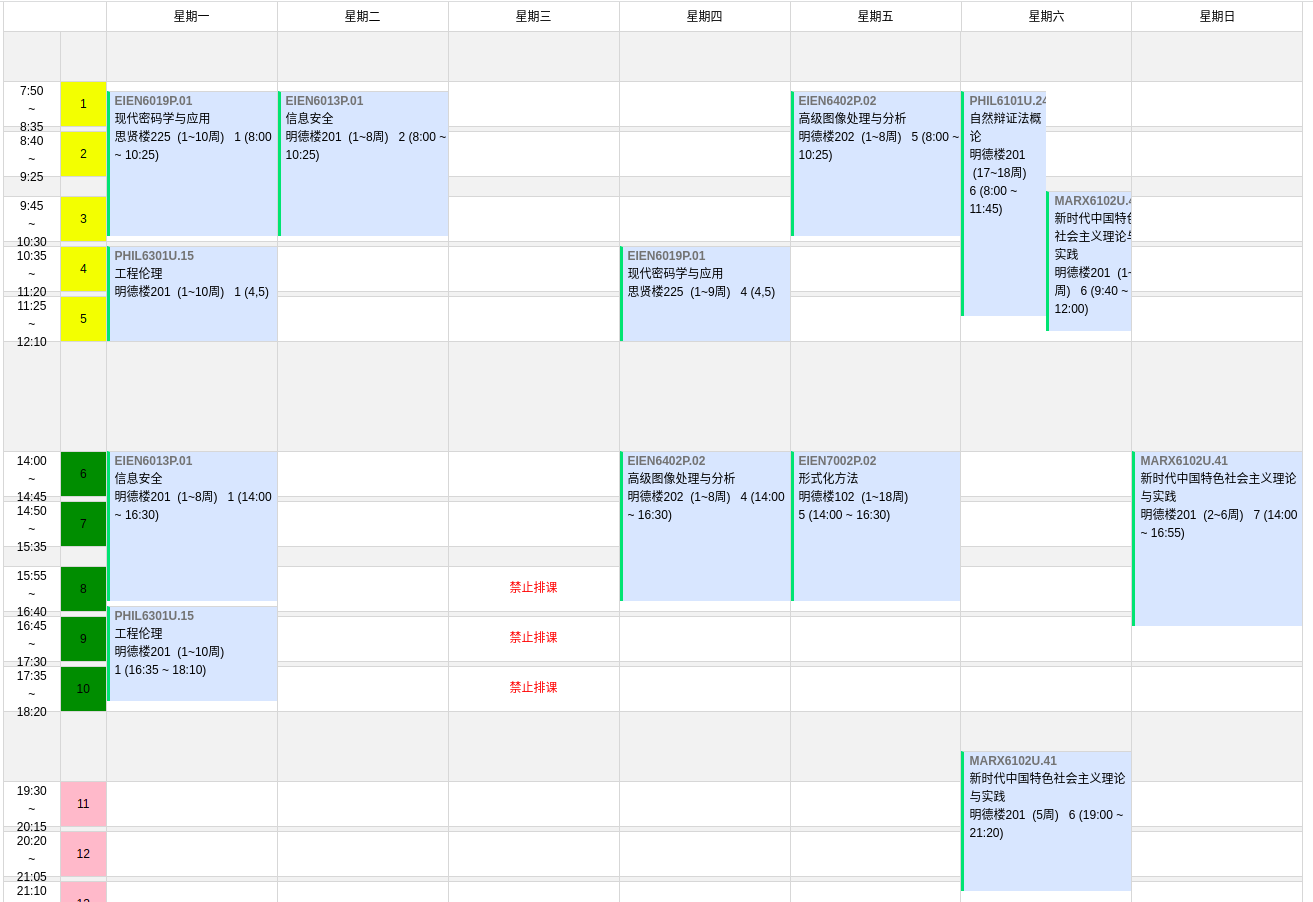 星期一 星期二 星期三 星期四 星期五 星期六 星期日
7:50
~
8:35
1
8:40
~
9:25
2
9:45
~
10:30
3
10:35
~
11:20
4
11:25
~
12:10
5
14:00
~
14:45
6
14:50
~
15:35
7
15:55
~
16:40
8
16:45
~
17:30
9
17:35
~
18:20
10
19:30
~
20:15
11
20:20
~
21:05
12
21:10
EIEN6019P.01
现代密码学与应用
思贤楼225 (1~10周) 1 (8:00
~ 10:25)
PHIL6301U.15
工程伦理
明德楼201 (1~10周) 1 (4,5)
EIEN6013P.01
信息安全
明德楼201 (1~8周) 1 (14:00
~ 16:30)
PHIL6301U.15
工程伦理
明德楼201 (1~10周)
1 (16:35 ~ 18:10)
EIEN6013P.01
信息安全
明德楼201 (1~8周) 2 (8:00 ~
10:25)
禁止排课
禁止排课
禁止排课
EIEN6019P.01
现代密码学与应用
思贤楼225 (1~9周) 4 (4,5)
EIEN6402P.02
高级图像处理与分析
明德楼202 (1~8周) 4 (14:00
~ 16:30)
EIEN6402P.02
高级图像处理与分析
明德楼202 (1~8周) 5 (8:00 ~
10:25)
EIEN7002P.02
形式化方法
明德楼102 (1~18周)
5 (14:00 ~ 16:30)
PHIL6101U.24
自然辩证法概
论
明德楼201
(17~18周)
6 (8:00 ~
11:45)
MARX6102U.4
新时代中国特色
社会主义理论与
实践
明德楼201 (1~
周) 6 (9:40 ~
12:00)
MARX6102U.41
新时代中国特色社会主义理论
与实践
明德楼201 (5周) 6 (19:00 ~
21:20)
MARX6102U.41
新时代中国特色社会主义理论
与实践
明德楼201 (2~6周) 7 (14:00
~ 16:55)